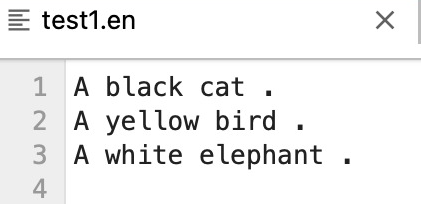 test1.en
1 A black cat .
2 A yellow bird .
3 A white elephant .
4